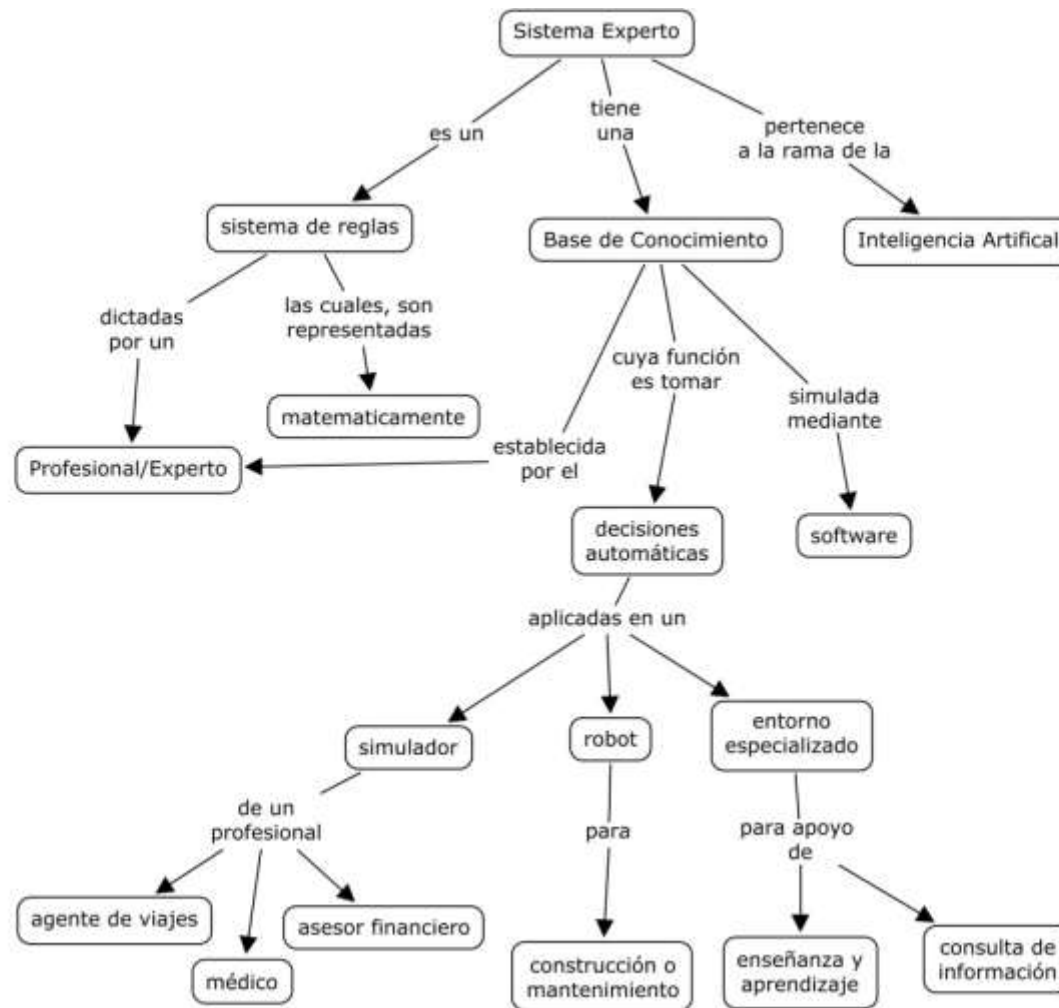 Sistema Experto
es un
tiene
una
pertenece
a la rama de la
sistema de reglas
Base de Conocimiento
Inteligencia Artifical
dictadas
por un
las cuales, son
representadas
cuya función
es tomar
simulada
mediante
matematicamente
Profesional/Experto
establecida
por el
decisiones
automáticas
software
aplicadas en un
simulador
robot
entorno
especializado
de un
profesional
para
para apoyo
de
agente de viajes
médico
asesor financiero
construcción o
mantenimiento
enseñanza y
aprendizaje
consulta de
información